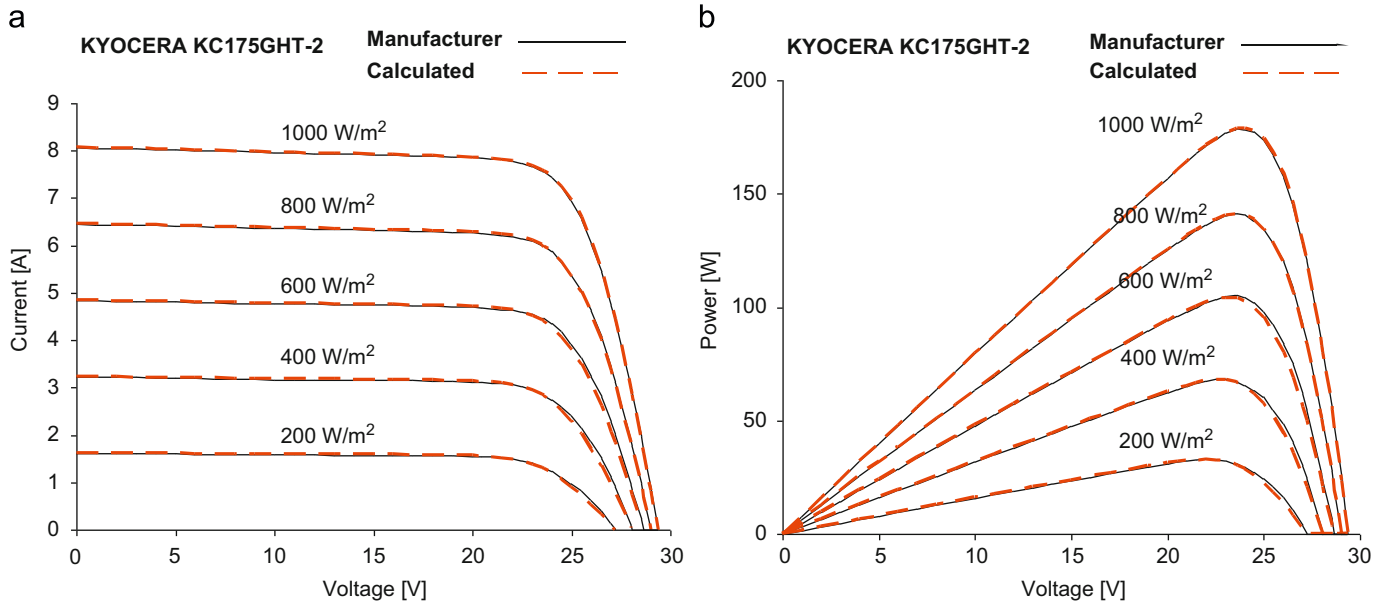 a
KYOCERA KC175GHT-2
Manufacturer
Calculated
9
8
7
6
5
4
3
2
1
0
Current [A]
1000 W/m²
800 W/m²
600 W/m²
400 W/m²
200 W/m²
0 5 10 15 20 25 30
Voltage [V]
b
KYOCERA KC175GHT-2
Manufacturer
Calculated
200
150
100
50
0
Power [W]
1000 W/m²
800 W/m²
600 W/m²
400 W/m²
200 W/m²
0 5 10 15 20 25 30
Voltage [V]